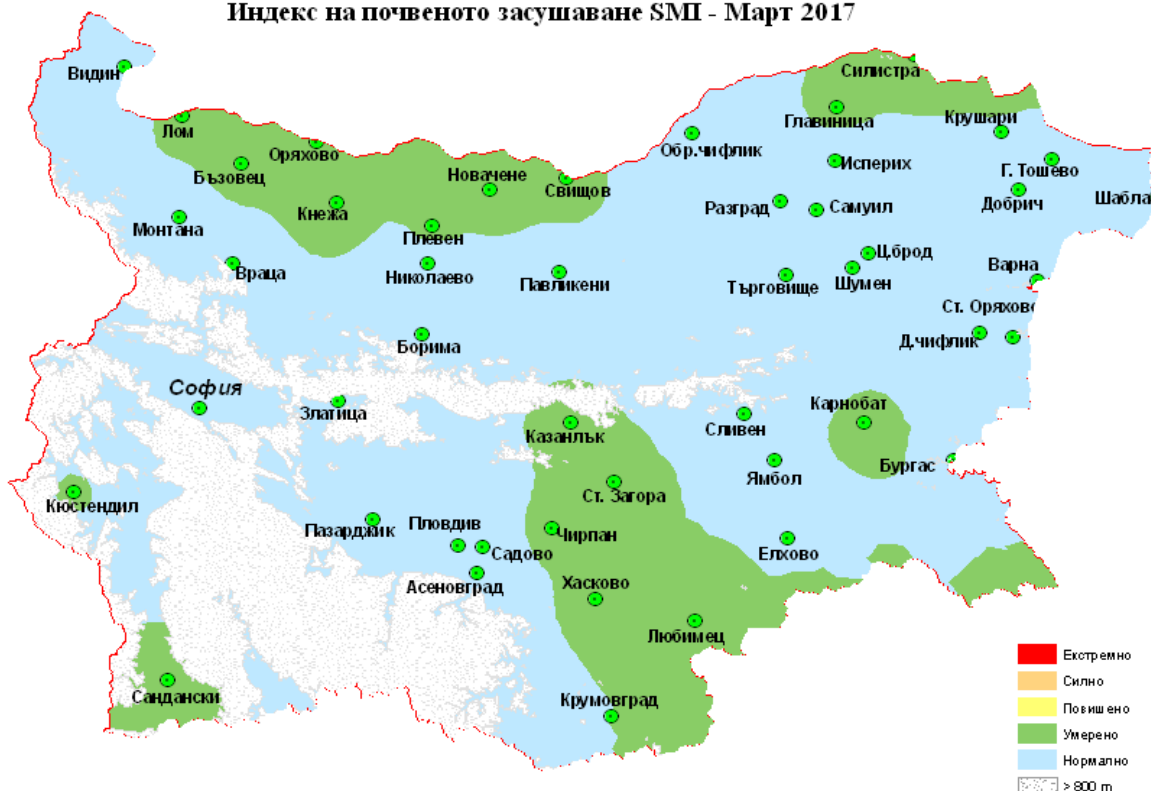 Индекс на почвеното засушаване SMI - Март 2017
Видин
Силистра
Лом
Главиница
Крушари
Оряхово
Обр.чифлик
Бъзовец
Новачене
Свищов
Исперих
Г. Тошево
Кнежа
Разград
Самуил
Добрич
Шабла
Монтана
Плевен
Ц.брод
Враца
Николаево
Павликени
Търговище
Шумен
Варна
Ст. Оряхово
Борима
Д.чифлик
София
Златица
Казанлък
Сливен
Карнобат
Ямбол
Бургас
Кюстендил
Ст. Загора
Пазарджик
Пловдив
Чирпан
Садово
Елхово
Асеновград
Хасково
Любимец
Сандански
Крумовград
Екстремно
Силно
Повишено
Умерено
Нормално
> 800 m